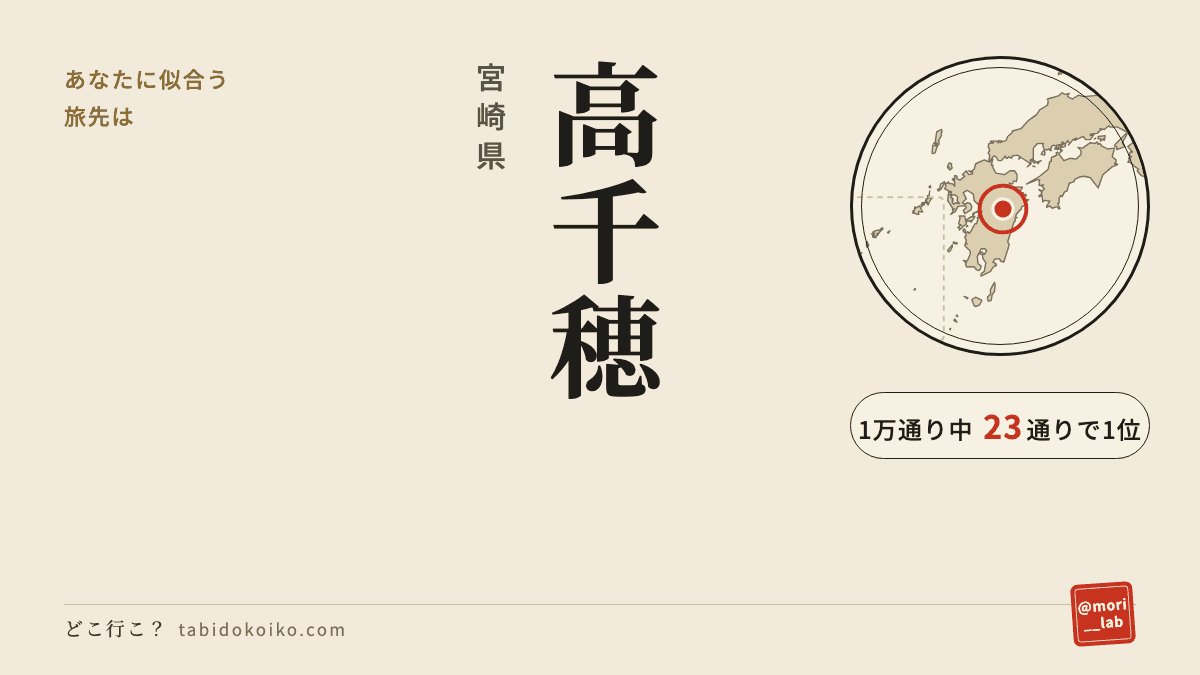 あなたに似合う
旅先は
高千穂
宮崎県
1万通り中 23通りで1位
どこ行こ？ tabidokoiko.com
@mori
__lab